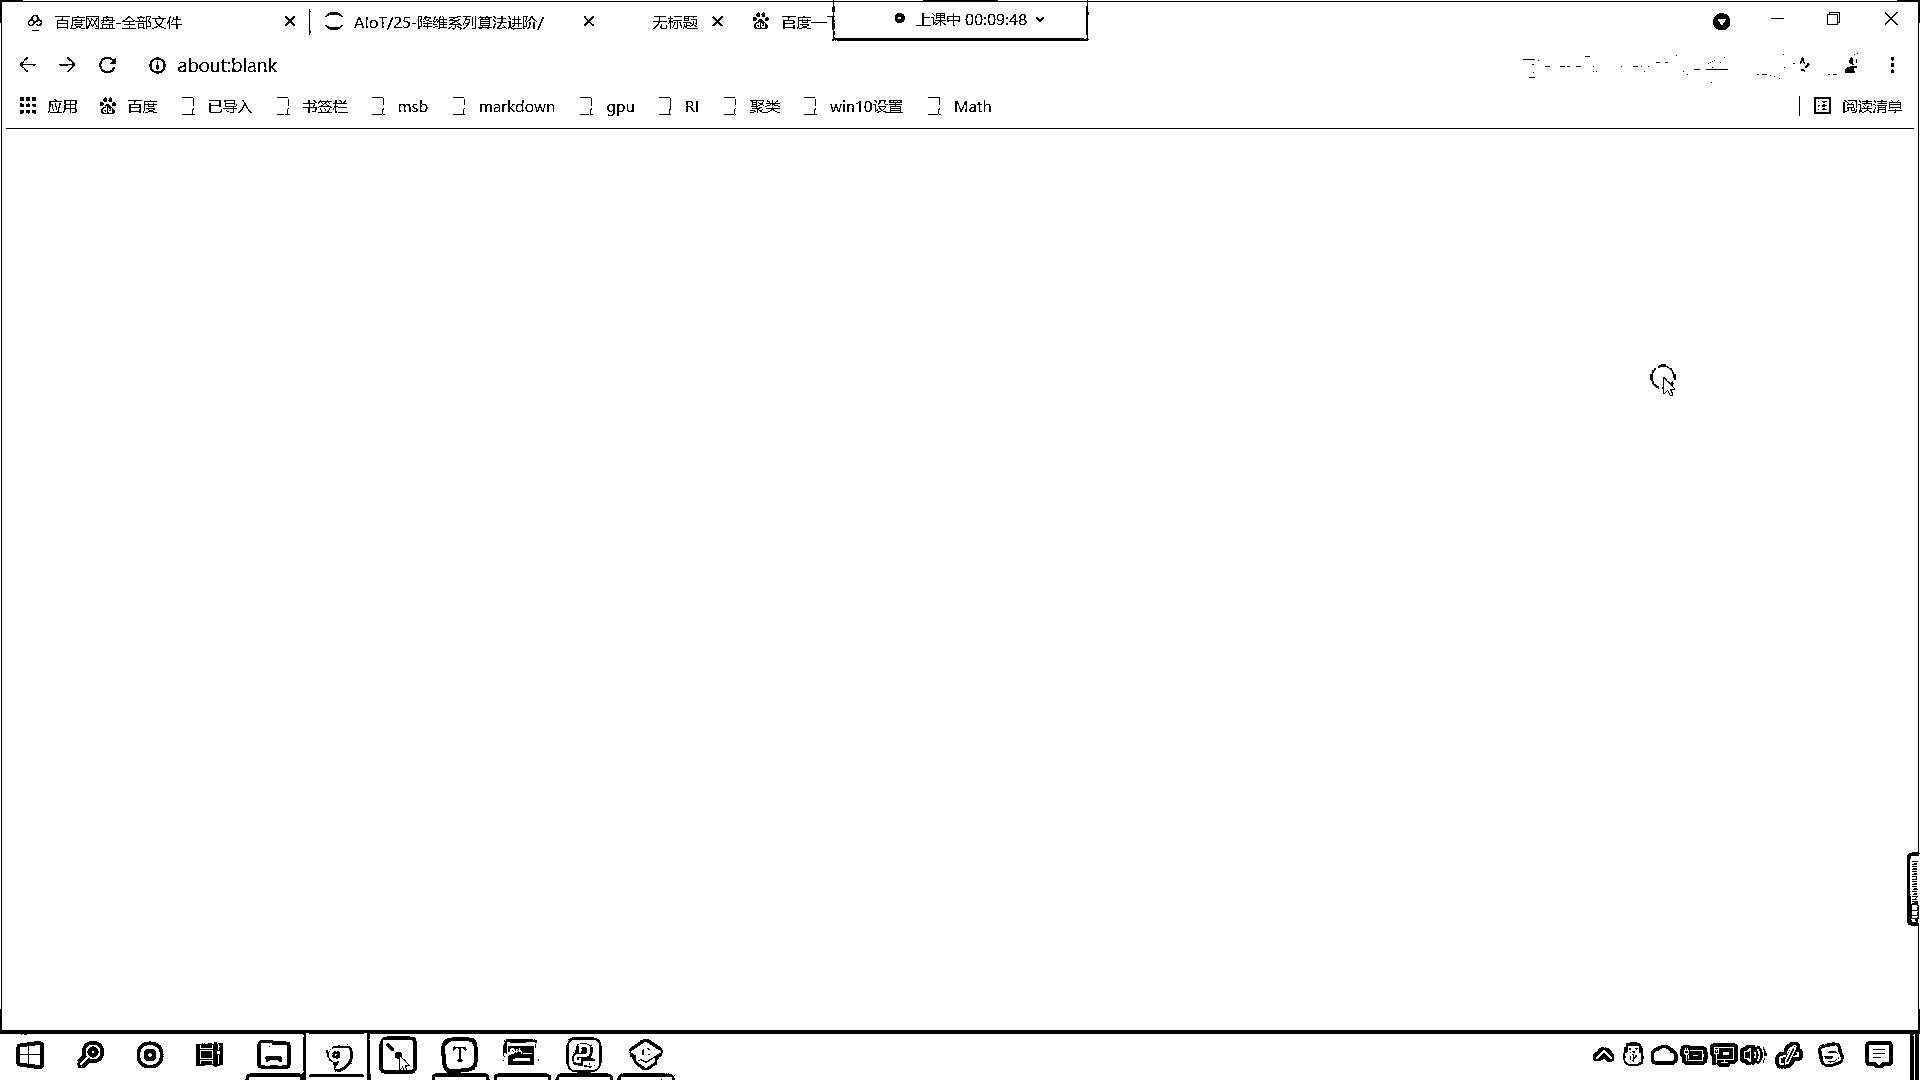 百度网盘-全部文件
AIoT/25-降维系列算法进阶/
无标题
百度一
上课中 00:09:48
about:blank
应用 百度 已导入 书签栏 msb markdown gpu RI 聚类 win10设置 Math 阅读清单